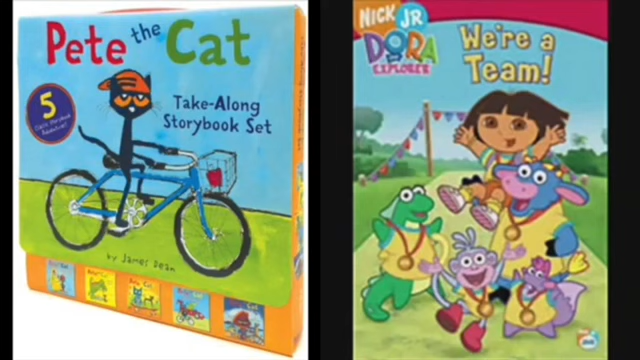 Pete the Cat
5
Take-Along
Storybook Set
by James Dean
NICK JR
DORA
EXPLORER
We're a
Team!